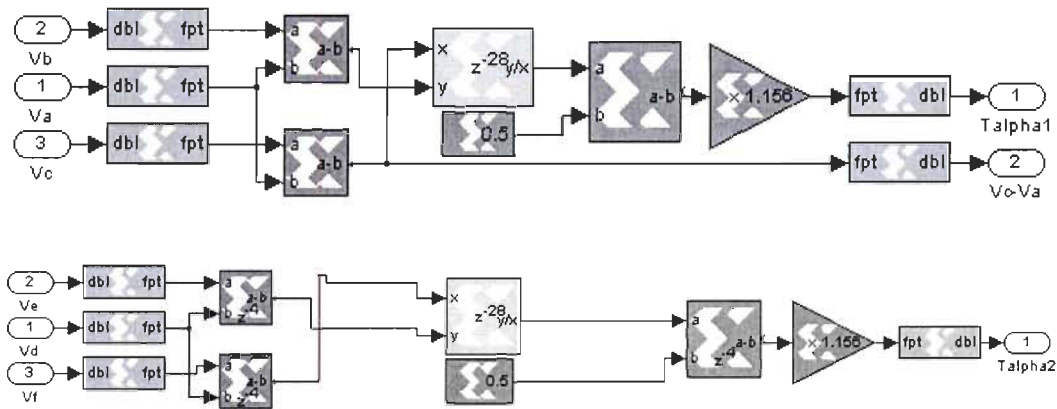 2 dbl fpt a a-b b
Vb
1 dbl fpt
Va
3 dbl fpt a a-b b
Vc
x z-28 y/x y
0.5
a a-b b
× 1.156
fpt dbl 1
Talpha1
fpt dbl 2
Vc-Va
2 dbl fpt a a-b b z-4
Ve
1 dbl fpt
Vd
3 dbl fpt a a-b b z-4
Vf
x z-28 y/x y
0.5
a a-b b z-4
× 1.156
fpt dbl 1
Talpha2